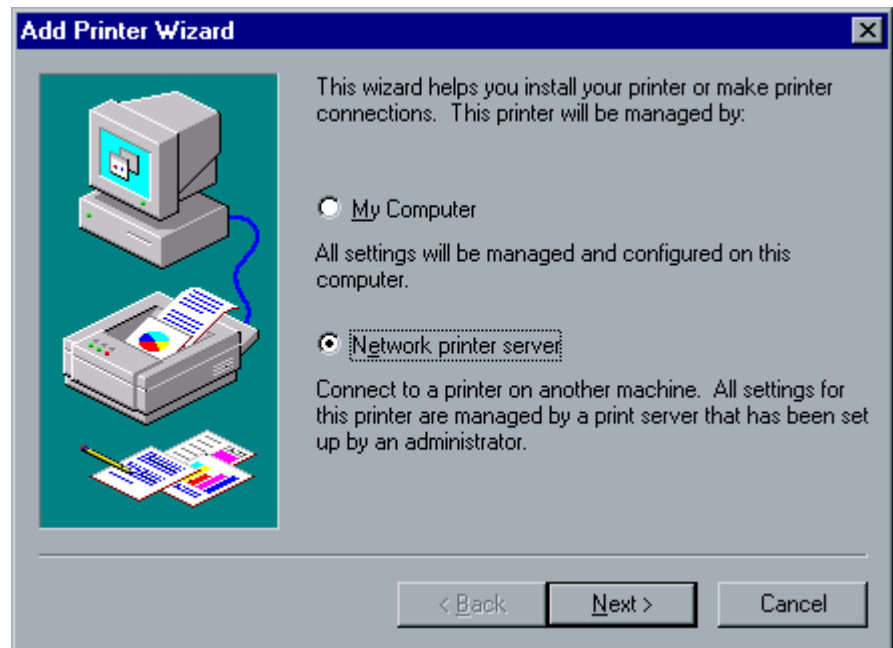 Add Printer Wizard
This wizard helps you install your printer or make printer
connections.  This printer will be managed by:
My Computer
All settings will be managed and configured on this
computer.
Network printer server
Connect to a printer on another machine.  All settings for
this printer are managed by a print server that has been set
up by an administrator.
< Back
Next >
Cancel